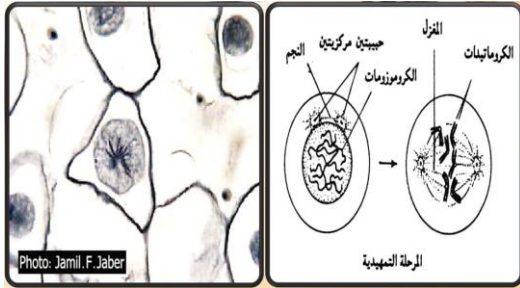 Photo: Jamil.F.Jaber
المغزل
حبيبتين مركزيتين
النجم
الكروماتيدات
الكروموزومات
المرحلة التمهيدية